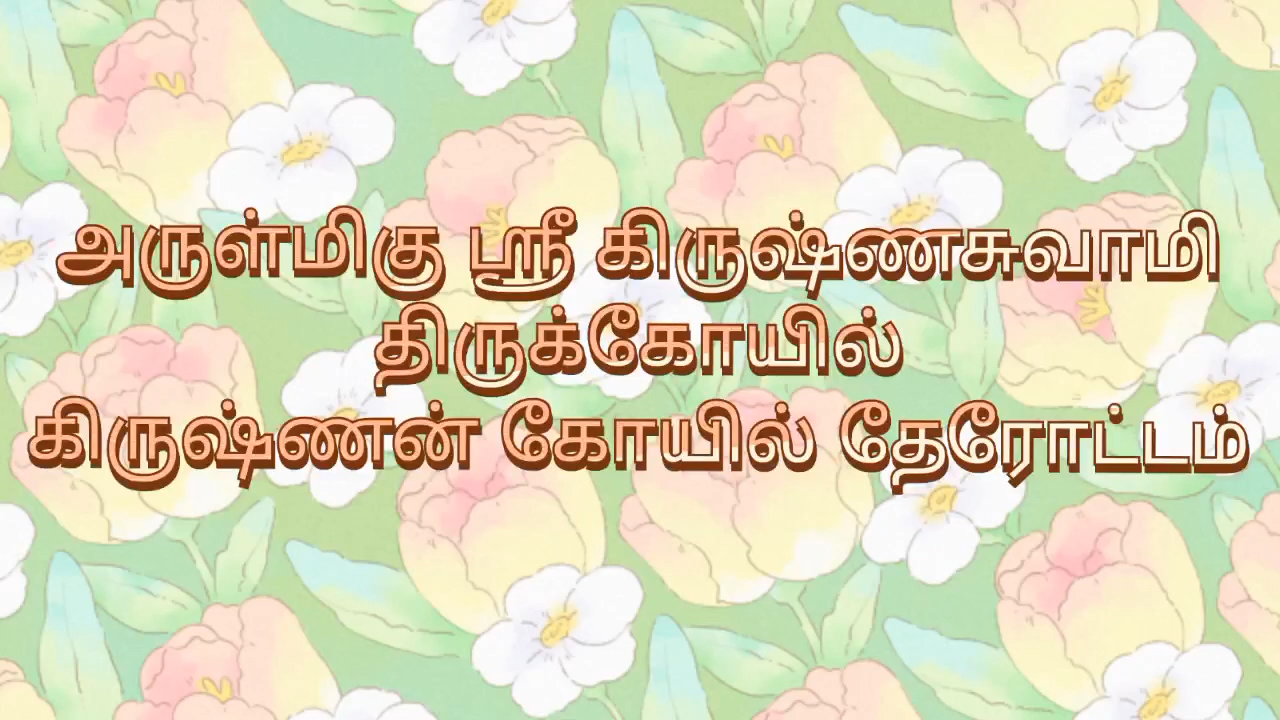 அருள்மிகு ஸ்ரீ கிருஷ்ணசுவாமி
திருக்கோயில்
கிருஷ்ணன் கோயில் தேரோட்டம்